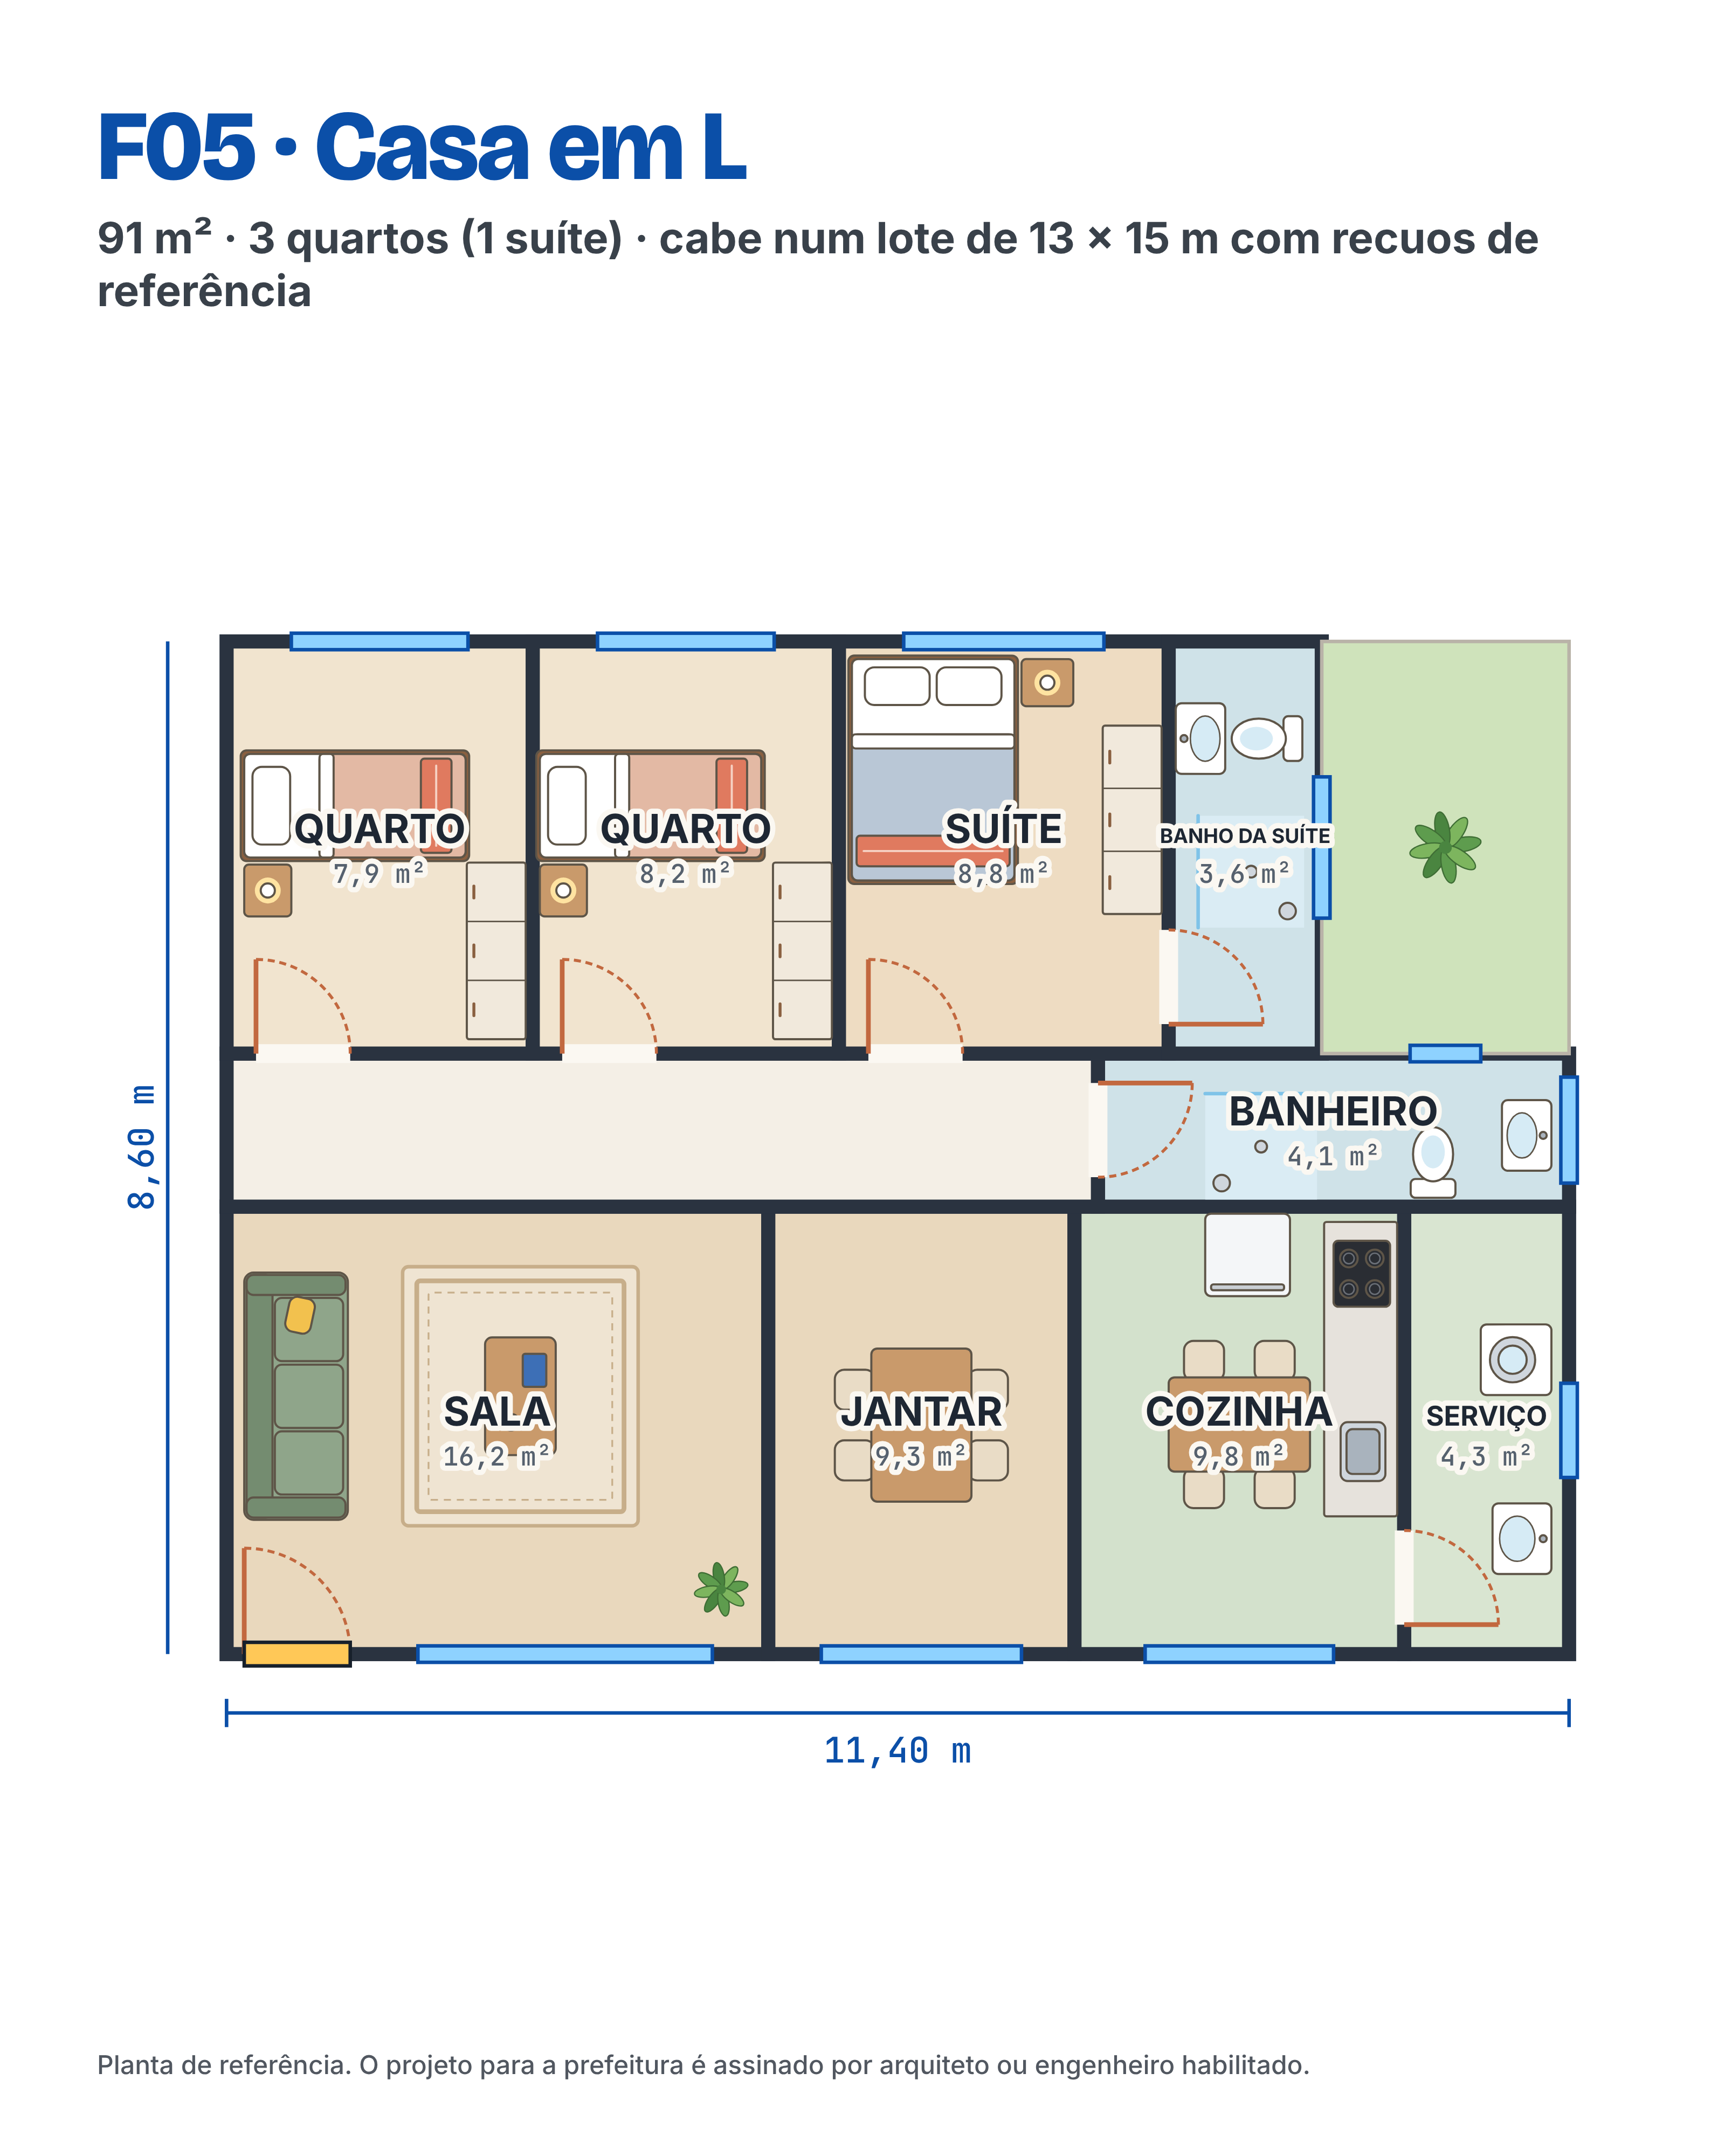 F05 · Casa em L
91 m² · 3 quartos (1 suíte) · cabe num lote de 13 × 15 m com recuos de
referência
QUARTO
7,9 m²
QUARTO
8,2 m²
SUÍTE
8,8 m²
BANHO DA SUÍTE
3,6 m²
8,60 m
BANHEIRO
4,1 m²
SALA
16,2 m²
JANTAR
9,3 m²
COZINHA
9,8 m²
SERVIÇO
4,3 m²
11,40 m
Planta de referência. O projeto para a prefeitura é assinado por arquiteto ou engenheiro habilitado.